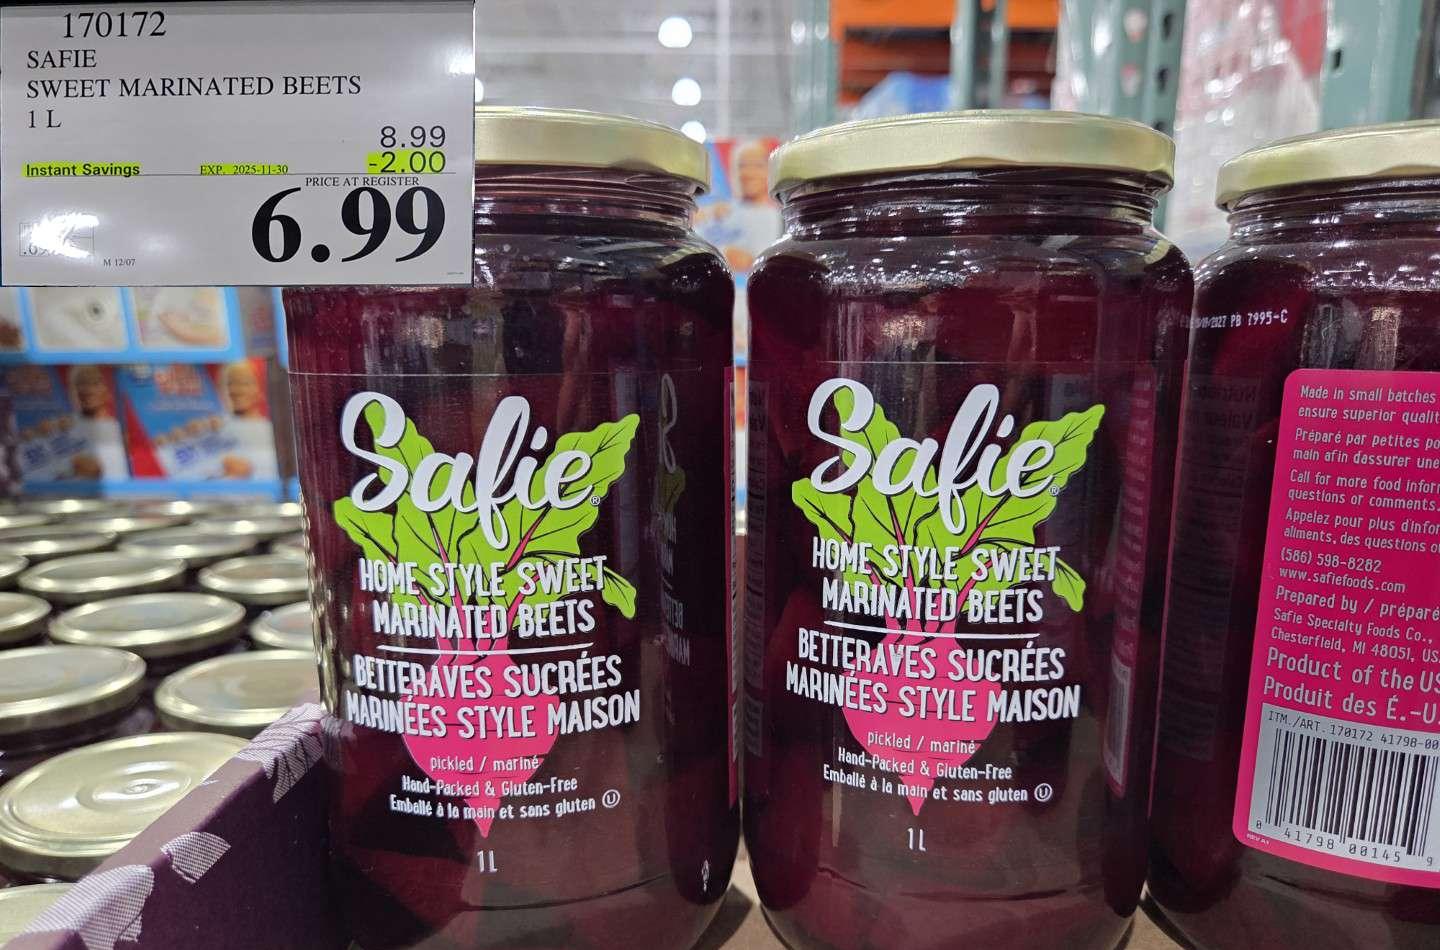 170172
SAFIE
SWEET MARINATED BEETS
1 L
8.99
Instant Savings EXP. 2025-11-30 -2.00
PRICE AT REGISTER
6.99
M 12/07
Safie®
HOME STYLE SWEET
MARINATED BEETS
BETTERAVES SUCRÉES
MARINÉES STYLE MAISON
pickled / mariné
Hand-Packed & Gluten-Free
Emballé à la main et sans gluten U
1L
Safie®
HOME STYLE SWEET
MARINATED BEETS
BETTERAVES SUCRÉES
MARINÉES STYLE MAISON
pickled / mariné
Hand-Packed & Gluten-Free
Emballé à la main et sans gluten U
1L
PB 7995-C
Made in small batches
ensure superior qualit
Préparé par petites po
main afin d'assurer une
Call for more food infor
questions or comments.
Appelez pour plus d'infor
aliments, des questions o
(586) 598-8282
www.safiefoods.com
Prepared by / préparé
Safie Specialty Foods Co.,
Chesterfield, MI 48051, US
Product of the US
Produit des É.-U.
ITM./ART. 170172 41798-00
0 41798 00145 9